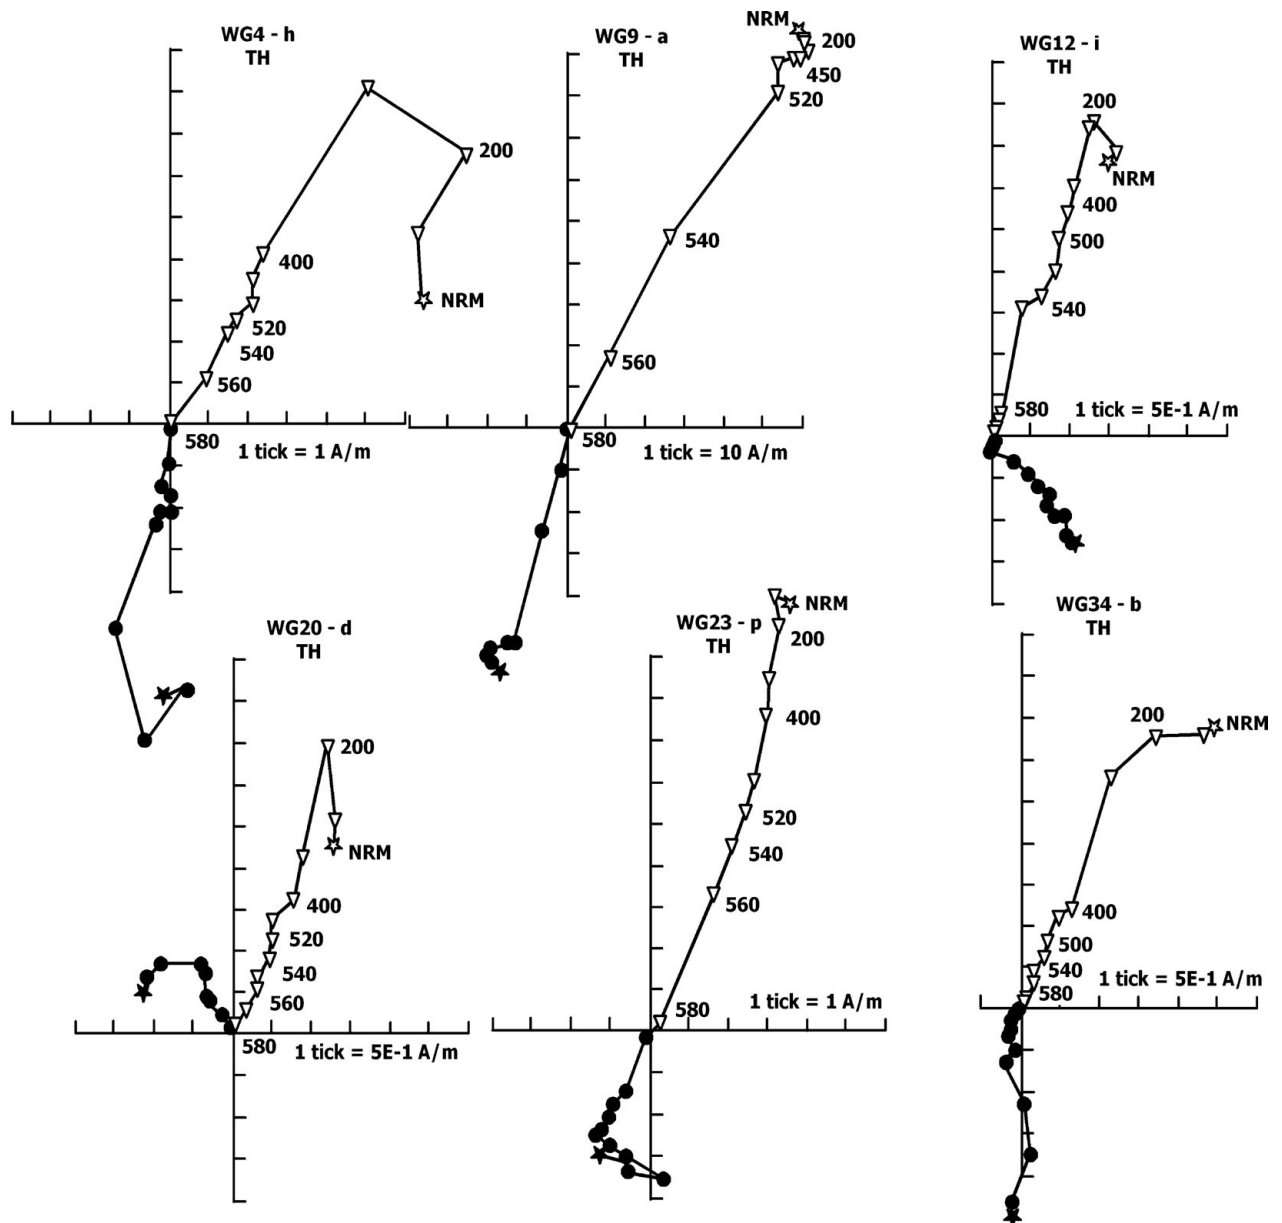 WG4 - h
TH
200
400
NRM
520
540
560
580
1 tick = 1 A/m
WG9 - a
TH
NRM
200
450
520
540
560
580
1 tick = 10 A/m
WG12 - i
TH
200
NRM
400
500
540
580
1 tick = 5E-1 A/m
WG20 - d
TH
200
NRM
400
520
540
560
580
1 tick = 5E-1 A/m
WG23 - p
TH
NRM
200
400
520
540
560
580
1 tick = 1 A/m
WG34 - b
TH
200
NRM
400
500
540
580
1 tick = 5E-1 A/m